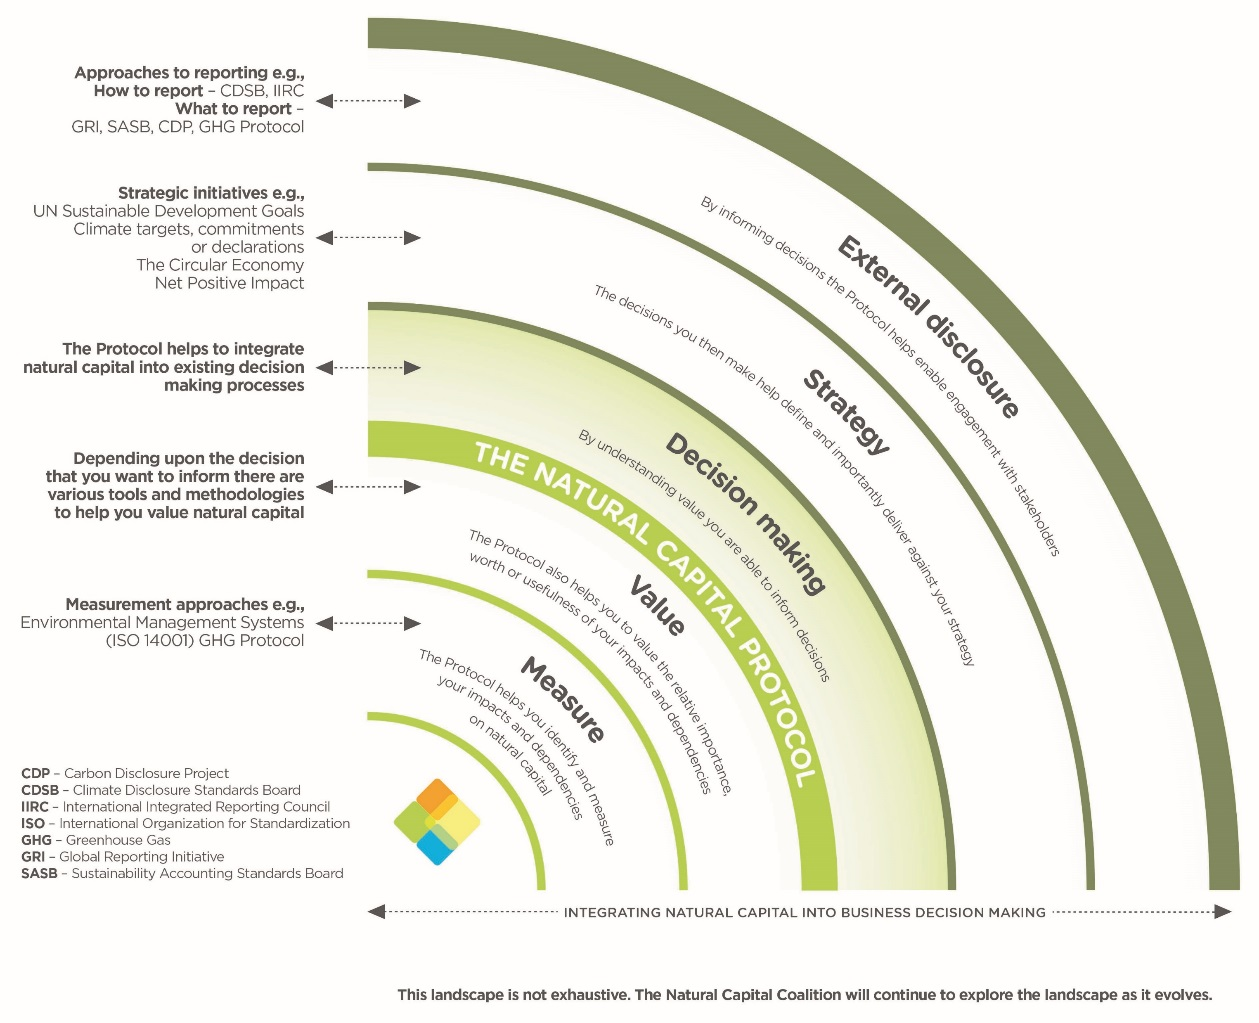 Approaches to reporting e.g.,
How to report – CDSB, IIRC
What to report –
GRI, SASB, CDP, GHG Protocol
Strategic initiatives e.g.,
UN Sustainable Development Goals
Climate targets, commitments
or declarations
The Circular Economy
Net Positive Impact
The Protocol helps to integrate
natural capital into existing decision
making processes
Depending upon the decision
that you want to inform there are
various tools and methodologies
to help you value natural capital
Measurement approaches e.g.,
Environmental Management Systems
(ISO 14001) GHG Protocol
External disclosure
By informing decisions the Protocol helps enable engagement with stakeholders
Strategy
The decisions you then make help define and importantly deliver against your strategy
Decision making
By understanding value you are able to inform decisions
THE NATURAL CAPITAL PROTOCOL
Value
The Protocol also helps you to value the relative importance,
worth or usefulness of your impacts and dependencies
Measure
The Protocol helps you identify and measure
your impacts and dependencies
on natural capital
CDP – Carbon Disclosure Project
CDSB – Climate Disclosure Standards Board
IIRC – International Integrated Reporting Council
ISO – International Organization for Standardization
GHG – Greenhouse Gas
GRI – Global Reporting Initiative
SASB – Sustainability Accounting Standards Board
INTEGRATING NATURAL CAPITAL INTO BUSINESS DECISION MAKING
This landscape is not exhaustive. The Natural Capital Coalition will continue to explore the landscape as it evolves.